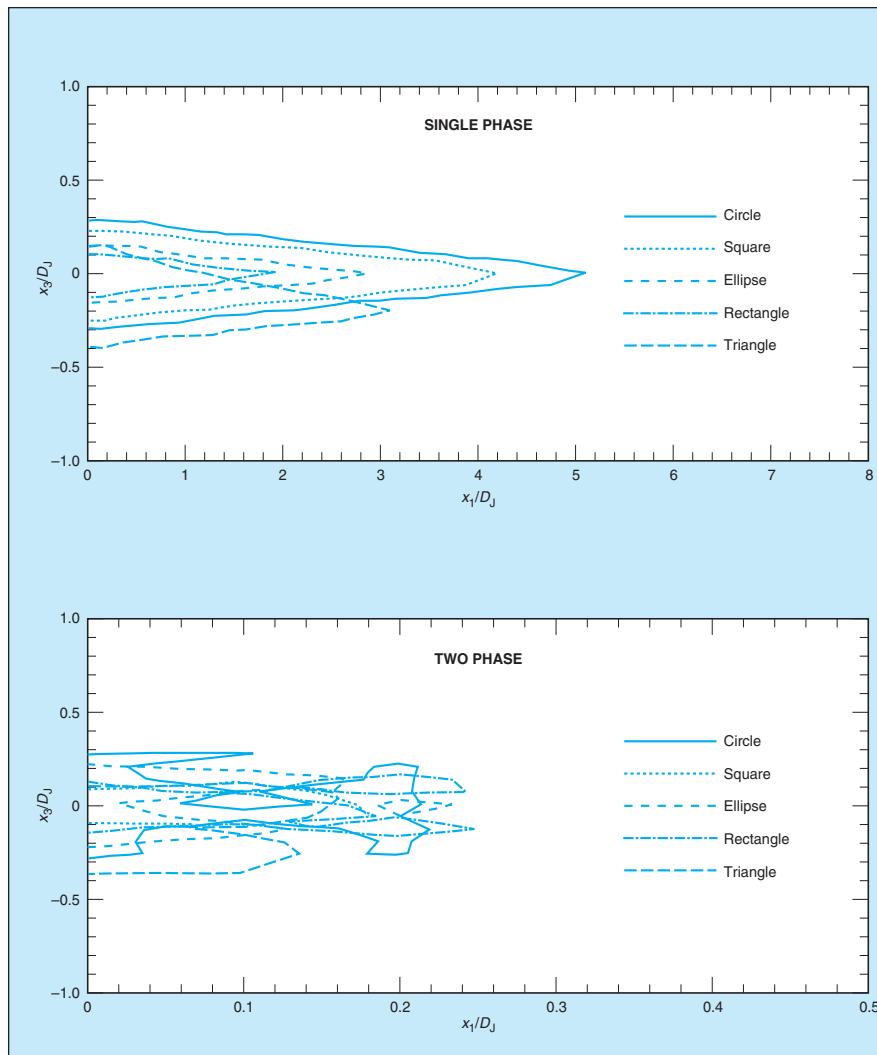 1.0
SINGLE PHASE
0.5
Circle
Square
x3/DJ
0
Ellipse
Rectangle
–0.5
Triangle
–1.0
0 1 2 3 4 5 6 7 8
x1/DJ
1.0
TWO PHASE
0.5
Circle
Square
x3/DJ
0
Ellipse
Rectangle
–0.5
Triangle
–1.0
0 0.1 0.2 0.3 0.4 0.5
x1/DJ